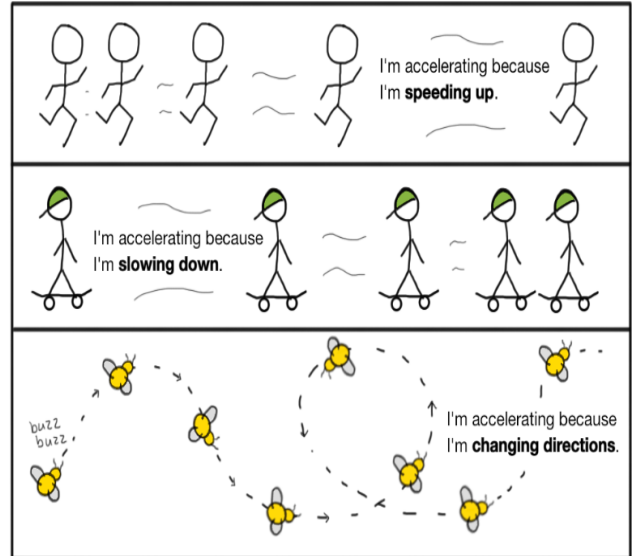 I'm accelerating because
I'm speeding up.
I'm accelerating because
I'm slowing down.
buzz
buzz
I'm accelerating because
I'm changing directions.